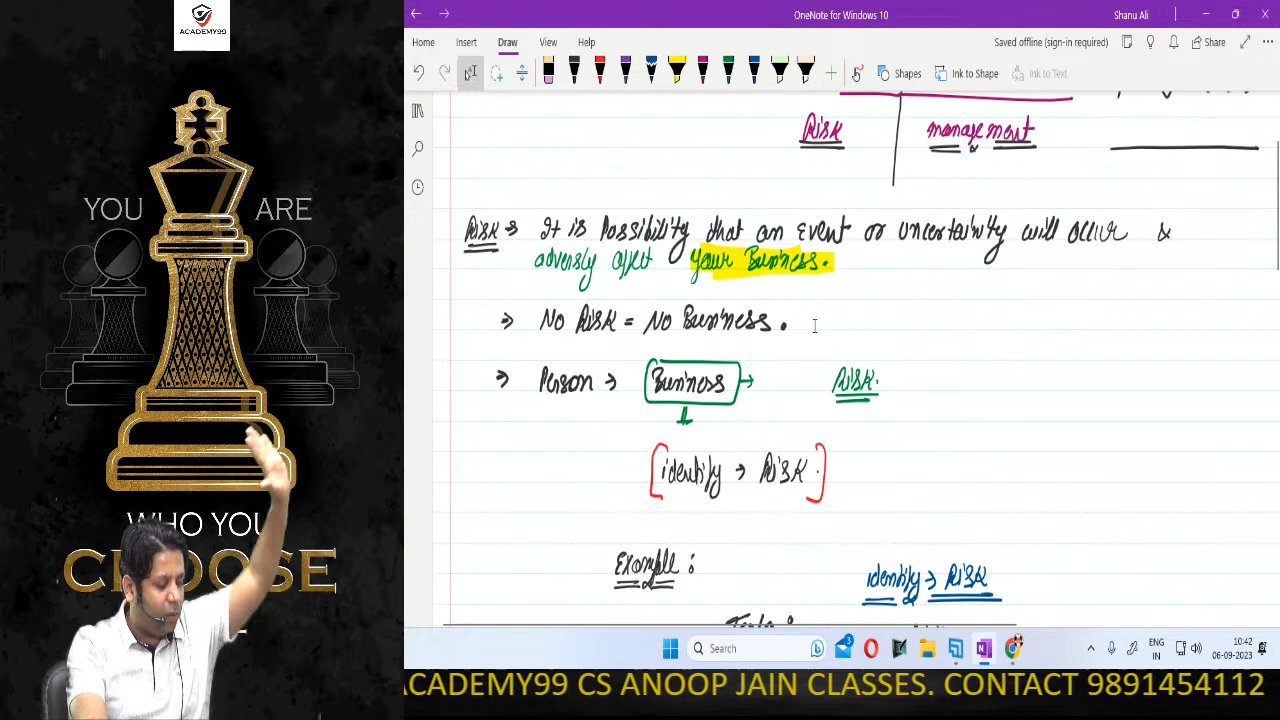 ACADEMY99
YOU ARE
WHO YOU
CHOOSE
OneNote for Windows 10
Shanu Ali
Home Insert Draw View Help
Saved offline (sign-in required) Share
Shapes Ink to Shape Ink to Text
Risk management
&
Risk ⇒ It is Possibility that an Event or uncertainity will occur &
adversly affect your Business.
⇒ No Risk = No Business.
⇒ Person → Business → Risk.
[identify → Risk.]
Example :
identify → Risk
Search
3
ENG
IN
10:42
06-09-2023
ACADEMY99 CS ANOOP JAIN CLASSES. CONTACT 9891454112